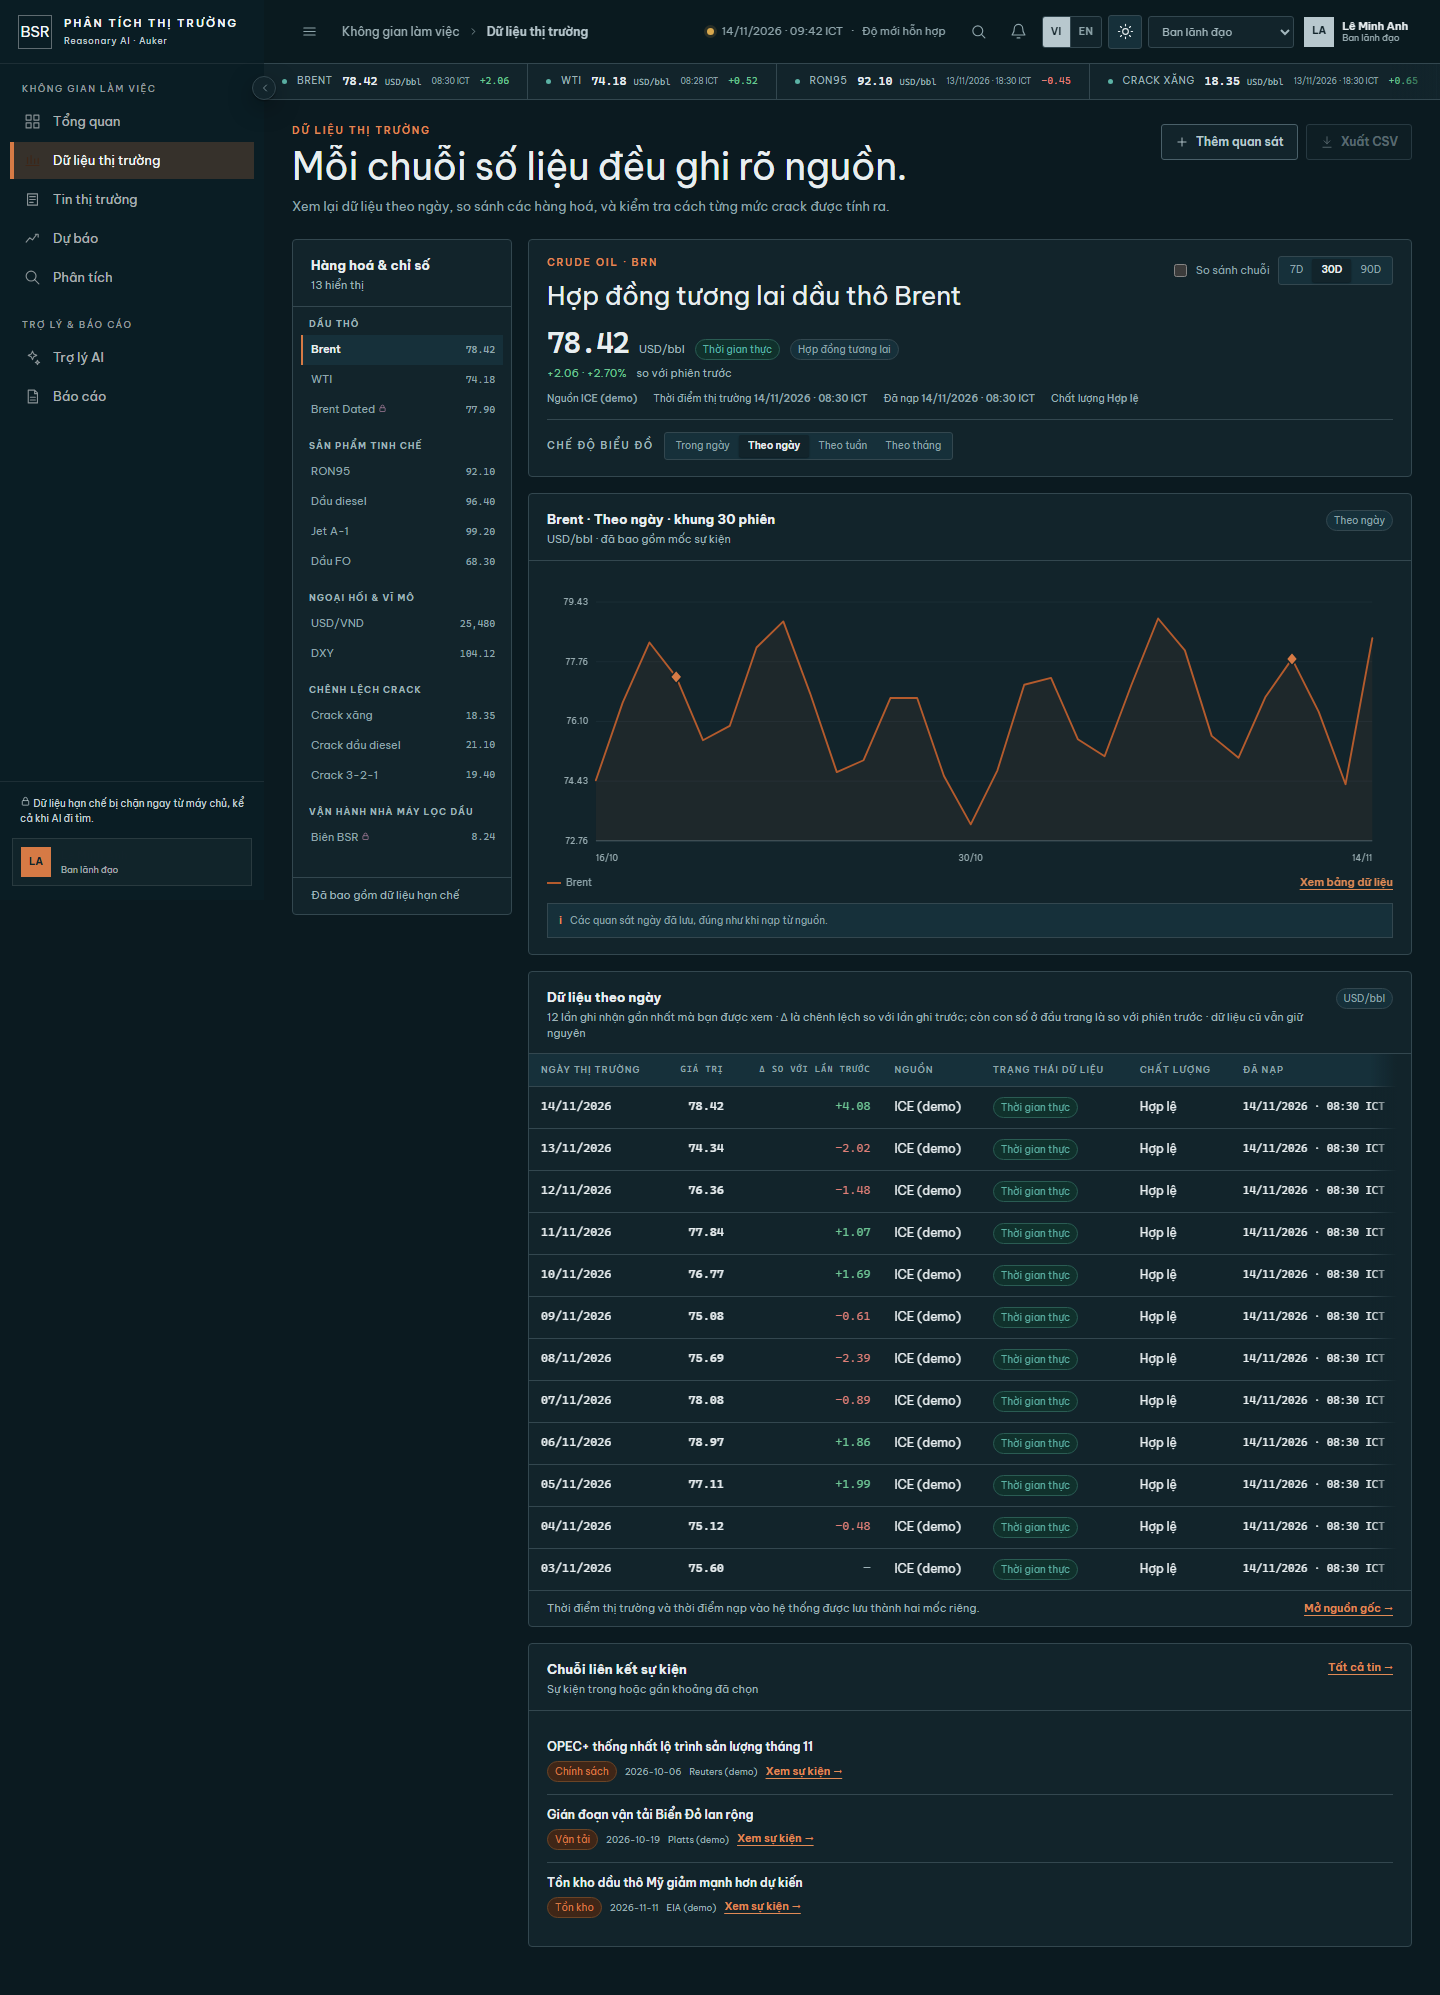 BSR
PHÂN TÍCH THỊ TRƯỜNG
Reasonary AI · Auker
Không gian làm việc › Dữ liệu thị trường
14/11/2026 · 09:42 ICT · Độ mới hỗn hợp
VI EN
Ban lãnh đạo
LA
Lê Minh Anh
Ban lãnh đạo
BRENT 78.42 USD/bbl 08:30 ICT +2.06
WTI 74.18 USD/bbl 08:28 ICT +0.52
RON95 92.10 USD/bbl 13/11/2026 · 18:30 ICT −0.45
CRACK XĂNG 18.35 USD/bbl 13/11/2026 · 18:30 ICT +0.65
KHÔNG GIAN LÀM VIỆC
Tổng quan
Dữ liệu thị trường
Tin thị trường
Dự báo
Phân tích
TRỢ LÝ & BÁO CÁO
Trợ lý AI
Báo cáo
Dữ liệu hạn chế bị chặn ngay từ máy chủ, kể
cả khi AI đi tìm.
LA
Ban lãnh đạo
DỮ LIỆU THỊ TRƯỜNG
Mỗi chuỗi số liệu đều ghi rõ nguồn.
Xem lại dữ liệu theo ngày, so sánh các hàng hoá, và kiểm tra cách từng mức crack được tính ra.
Thêm quan sát
Xuất CSV
Hàng hoá & chỉ số
13 hiển thị
DẦU THÔ
Brent 78.42
WTI 74.18
Brent Dated 77.90
SẢN PHẨM TINH CHẾ
RON95 92.10
Dầu diesel 96.40
Jet A-1 99.20
Dầu FO 68.30
NGOẠI HỐI & VĨ MÔ
USD/VND 25,480
DXY 104.12
CHÊNH LỆCH CRACK
Crack xăng 18.35
Crack dầu diesel 21.10
Crack 3-2-1 19.40
VẬN HÀNH NHÀ MÁY LỌC DẦU
Biên BSR 8.24
Đã bao gồm dữ liệu hạn chế
CRUDE OIL · BRN
Hợp đồng tương lai dầu thô Brent
So sánh chuỗi
7D 30D 90D
78.42 USD/bbl Thời gian thực Hợp đồng tương lai
+2.06 · +2.70% so với phiên trước
Nguồn ICE (demo) Thời điểm thị trường 14/11/2026 · 08:30 ICT Đã nạp 14/11/2026 · 08:30 ICT Chất lượng Hợp lệ
CHẾ ĐỘ BIỂU ĐỒ Trong ngày Theo ngày Theo tuần Theo tháng
Brent · Theo ngày · khung 30 phiên
USD/bbl · đã bao gồm mốc sự kiện
Theo ngày
79.43
77.76
76.10
74.43
72.76
16/10 30/10 14/11
Brent
Xem bảng dữ liệu
i Các quan sát ngày đã lưu, đúng như khi nạp từ nguồn.
Dữ liệu theo ngày
12 lần ghi nhận gần nhất mà bạn được xem · Δ là chênh lệch so với lần ghi trước; còn con số ở đầu trang là so với phiên trước · dữ liệu cũ vẫn giữ
nguyên
USD/bbl
NGÀY THỊ TRƯỜNG GIÁ TRỊ Δ SO VỚI LẦN TRƯỚC NGUỒN TRẠNG THÁI DỮ LIỆU CHẤT LƯỢNG ĐÃ NẠP
14/11/2026 78.42 +4.08 ICE (demo) Thời gian thực Hợp lệ 14/11/2026 · 08:30 ICT
13/11/2026 74.34 −2.02 ICE (demo) Thời gian thực Hợp lệ 14/11/2026 · 08:30 ICT
12/11/2026 76.36 −1.48 ICE (demo) Thời gian thực Hợp lệ 14/11/2026 · 08:30 ICT
11/11/2026 77.84 +1.07 ICE (demo) Thời gian thực Hợp lệ 14/11/2026 · 08:30 ICT
10/11/2026 76.77 +1.69 ICE (demo) Thời gian thực Hợp lệ 14/11/2026 · 08:30 ICT
09/11/2026 75.08 −0.61 ICE (demo) Thời gian thực Hợp lệ 14/11/2026 · 08:30 ICT
08/11/2026 75.69 −2.39 ICE (demo) Thời gian thực Hợp lệ 14/11/2026 · 08:30 ICT
07/11/2026 78.08 −0.89 ICE (demo) Thời gian thực Hợp lệ 14/11/2026 · 08:30 ICT
06/11/2026 78.97 +1.86 ICE (demo) Thời gian thực Hợp lệ 14/11/2026 · 08:30 ICT
05/11/2026 77.11 +1.99 ICE (demo) Thời gian thực Hợp lệ 14/11/2026 · 08:30 ICT
04/11/2026 75.12 −0.48 ICE (demo) Thời gian thực Hợp lệ 14/11/2026 · 08:30 ICT
03/11/2026 75.60 — ICE (demo) Thời gian thực Hợp lệ 14/11/2026 · 08:30 ICT
Thời điểm thị trường và thời điểm nạp vào hệ thống được lưu thành hai mốc riêng.
Mở nguồn gốc →
Chuỗi liên kết sự kiện
Sự kiện trong hoặc gần khoảng đã chọn
Tất cả tin →
OPEC+ thống nhất lộ trình sản lượng tháng 11
Chính sách 2026-10-06 Reuters (demo) Xem sự kiện →
Gián đoạn vận tải Biển Đỏ lan rộng
Vận tải 2026-10-19 Platts (demo) Xem sự kiện →
Tồn kho dầu thô Mỹ giảm mạnh hơn dự kiến
Tồn kho 2026-11-11 EIA (demo) Xem sự kiện →